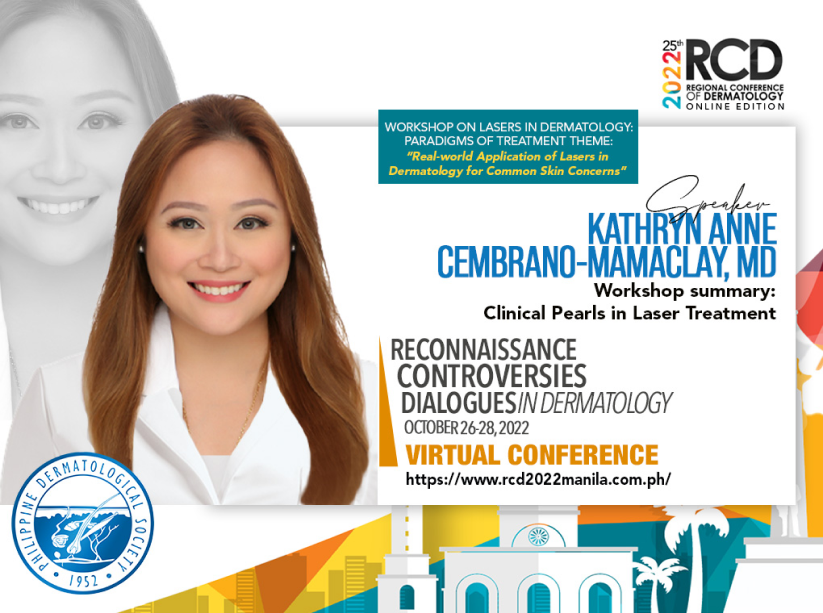 25th
2022
RCD
REGIONAL CONFERENCE
OF DERMATOLOGY
ONLINE EDITION
WORKSHOP ON LASERS IN DERMATOLOGY:
PARADIGMS OF TREATMENT THEME:
"Real-world Application of Lasers in
Dermatology for Common Skin Concerns"
Speaker
KATHRYN ANNE
CEMBRANO-MAMACLAY, MD
Workshop summary:
Clinical Pearls in Laser Treatment
RECONNAISSANCE
CONTROVERSIES
DIALOGUES IN DERMATOLOGY
OCTOBER 26-28, 2022
VIRTUAL CONFERENCE
https://www.rcd2022manila.com.ph/
PHILIPPINE DERMATOLOGICAL SOCIETY
• 1952 •